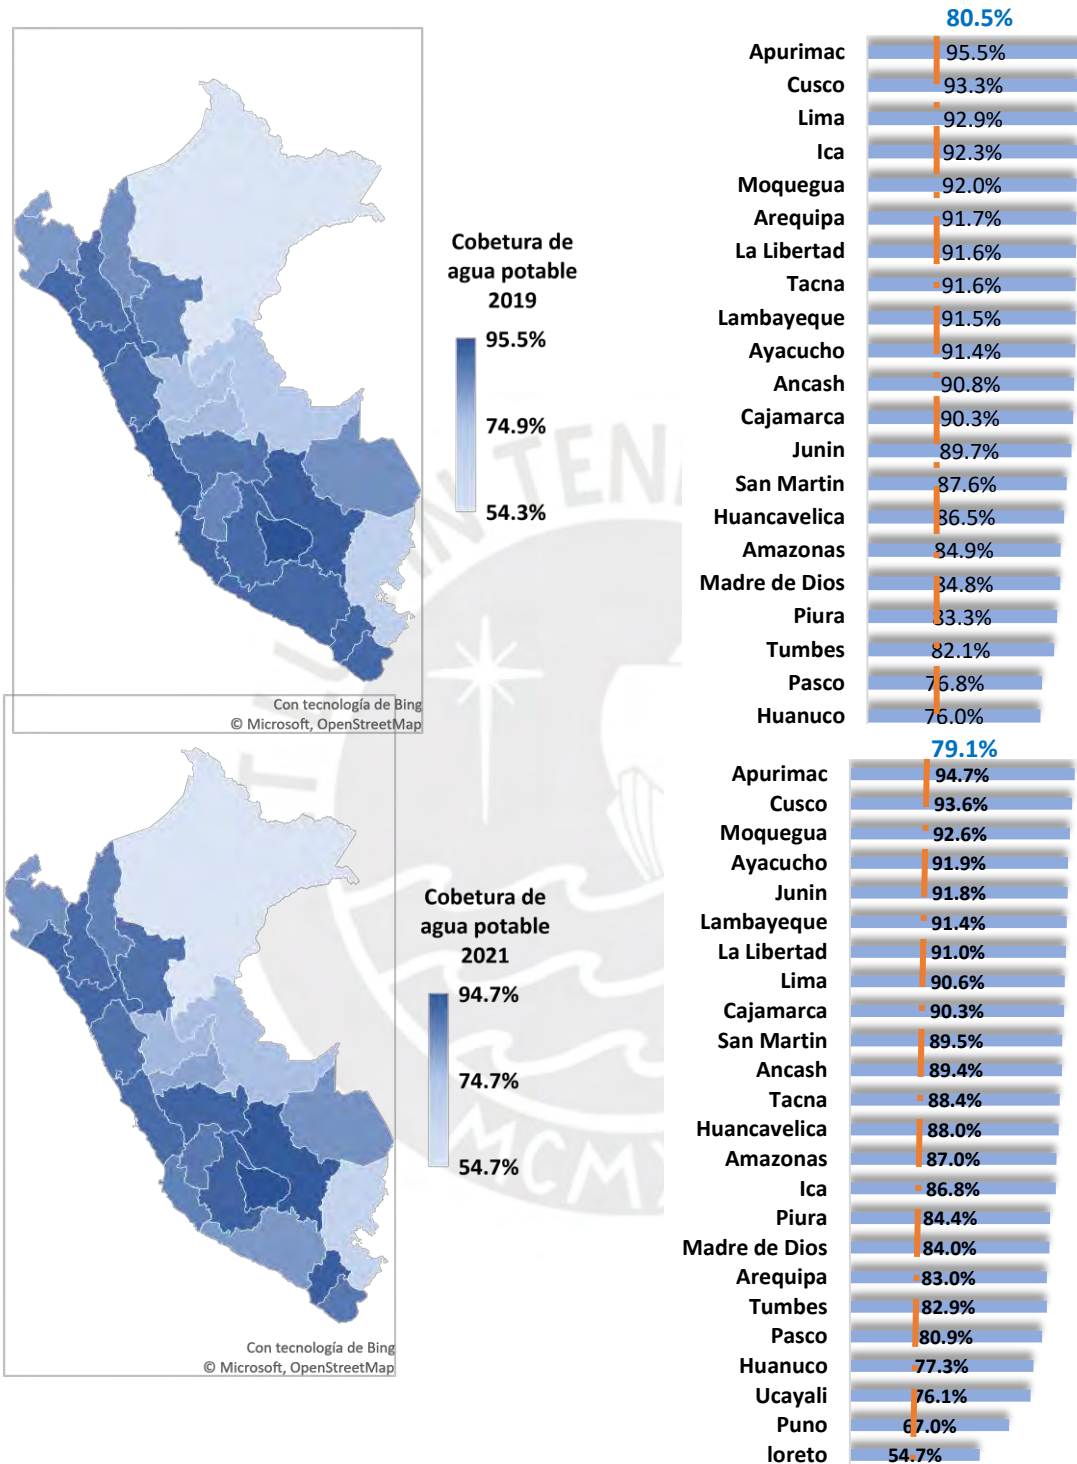 Cobetura de
agua potable
2019
95.5%
74.9%
54.3%
Con tecnología de Bing
© Microsoft, OpenStreetMap
80.5%
Apurimac 95.5%
Cusco 93.3%
Lima 92.9%
Ica 92.3%
Moquegua 92.0%
Arequipa 91.7%
La Libertad 91.6%
Tacna 91.6%
Lambayeque 91.5%
Ayacucho 91.4%
Ancash 90.8%
Cajamarca 90.3%
Junin 89.7%
San Martin 87.6%
Huancavelica 86.5%
Amazonas 84.9%
Madre de Dios 84.8%
Piura 83.3%
Tumbes 82.1%
Pasco 76.8%
Huanuco 76.0%
Cobetura de
agua potable
2021
94.7%
74.7%
54.7%
Con tecnología de Bing
© Microsoft, OpenStreetMap
79.1%
Apurimac 94.7%
Cusco 93.6%
Moquegua 92.6%
Ayacucho 91.9%
Junin 91.8%
Lambayeque 91.4%
La Libertad 91.0%
Lima 90.6%
Cajamarca 90.3%
San Martin 89.5%
Ancash 89.4%
Tacna 88.4%
Huancavelica 88.0%
Amazonas 87.0%
Ica 86.8%
Piura 84.4%
Madre de Dios 84.0%
Arequipa 83.0%
Tumbes 82.9%
Pasco 80.9%
Huanuco 77.3%
Ucayali 76.1%
Puno 67.0%
loreto 54.7%